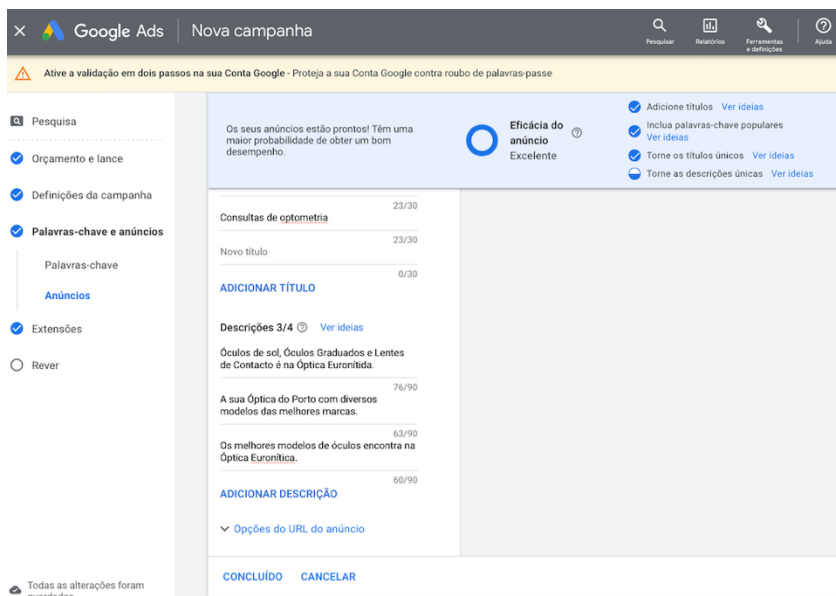 Google Ads
Nova campanha
Pesquisar
Relatórios
Ferramentas
e definições
Ajuda
Ative a validação em dois passos na sua Conta Google - Proteja a sua Conta Google contra roubo de palavras-passe
Pesquisa
Orçamento e lance
Definições da campanha
Palavras-chave e anúncios
Palavras-chave
Anúncios
Extensões
Rever
Todas as alterações foram
Os seus anúncios estão prontos! Têm uma
maior probabilidade de obter um bom
desempenho.
Eficácia do
anúncio
Excelente
Adicione títulos Ver ideias
Inclua palavras-chave populares
Ver ideias
Torne os títulos únicos Ver ideias
Torne as descrições únicas Ver ideias
23/30
Consultas de optometria
23/30
Novo título
0/30
ADICIONAR TÍTULO
Descrições 3/4 Ver ideias
Óculos de sol, Óculos Graduados e Lentes
de Contacto é na Óptica Euronítida.
76/90
A sua Óptica do Porto com diversos
modelos das melhores marcas.
63/90
Os melhores modelos de óculos encontra na
Óptica Euronítica.
60/90
ADICIONAR DESCRIÇÃO
Opções do URL do anúncio
CONCLUÍDO CANCELAR